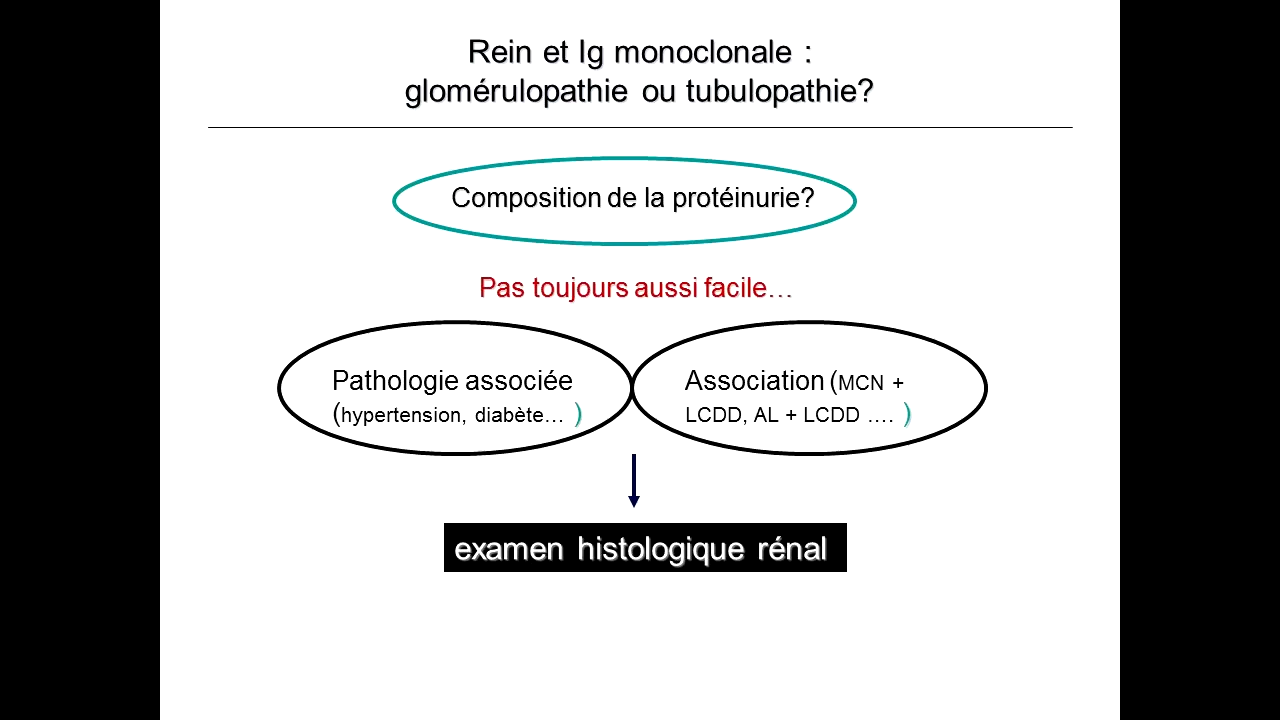 Rein et Ig monoclonale :
glomérulopathie ou tubulopathie?
Composition de la protéinurie?
Pas toujours aussi facile…
Pathologie associée
(hypertension, diabète… )
Association (MCN +
LCDD, AL + LCDD …. )
examen histologique rénal